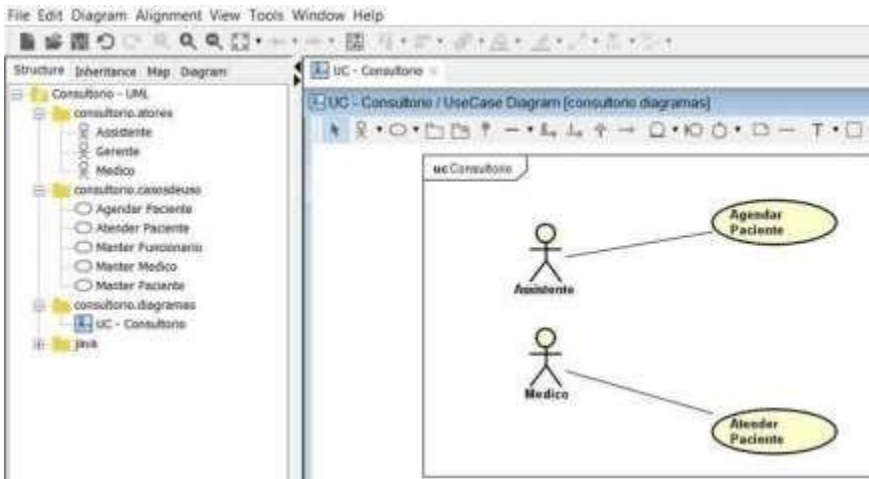 File Edit Diagram Alignment View Tools Window Help
Structure Inheritance Map Diagram
Consultorio - UML
consultorio.atores
Assistente
Gerente
Medico
consultorio.casosdeuso
Agendar Paciente
Atender Paciente
Manter Funcionario
Manter Medico
Manter Paciente
consultorio.diagramas
UC - Consultorio
java
UC - Consultorio
UC - Consultorio / UseCase Diagram [consultorio.diagramas]
T
uc Consultorio
Agendar
Paciente
Assistente
Medico
Atender
Paciente